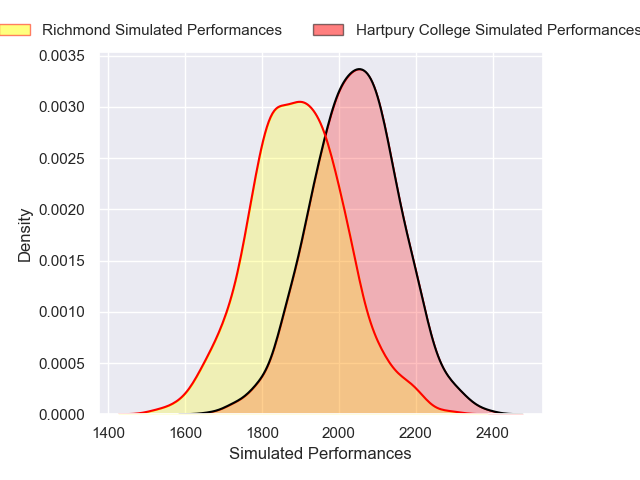 Richmond Simulated Performances
Hartpury College Simulated Performances
0.0035
0.0030
0.0025
0.0020
0.0015
0.0010
0.0005
0.0000
Density
1400 1600 1800 2000 2200 2400
Simulated Performances